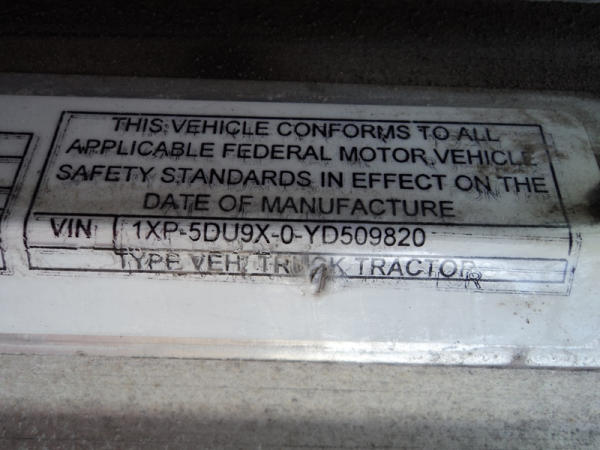 THIS VEHICLE CONFORMS TO ALL
APPLICABLE FEDERAL MOTOR VEHICLE
SAFETY STANDARDS IN EFFECT ON THE
DATE OF MANUFACTURE
VIN 1XP-5DU9X-0-YD509820
TYPE VEH. TRUCK TRACTOR